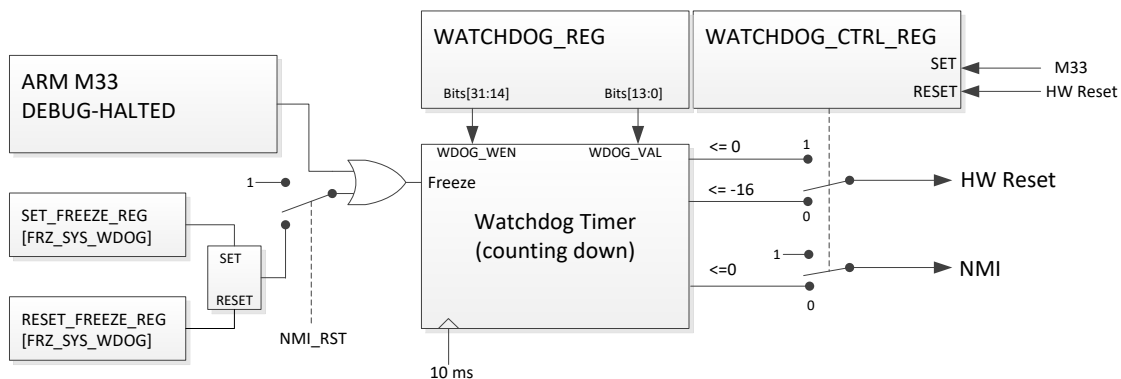 WATCHDOG_REG
Bits[31:14]
Bits[13:0]
WATCHDOG_CTRL_REG
SET
RESET
M33
HW Reset
ARM M33
DEBUG-HALTED
WDOG_WEN
WDOG_VAL
Freeze
Watchdog Timer
(counting down)
10 ms
1
SET_FREEZE_REG
[FRZ_SYS_WDOG]
SET
RESET
RESET_FREEZE_REG
[FRZ_SYS_WDOG]
NMI_RST
<= 0
1
<= -16
0
HW Reset
<=0
1
0
NMI